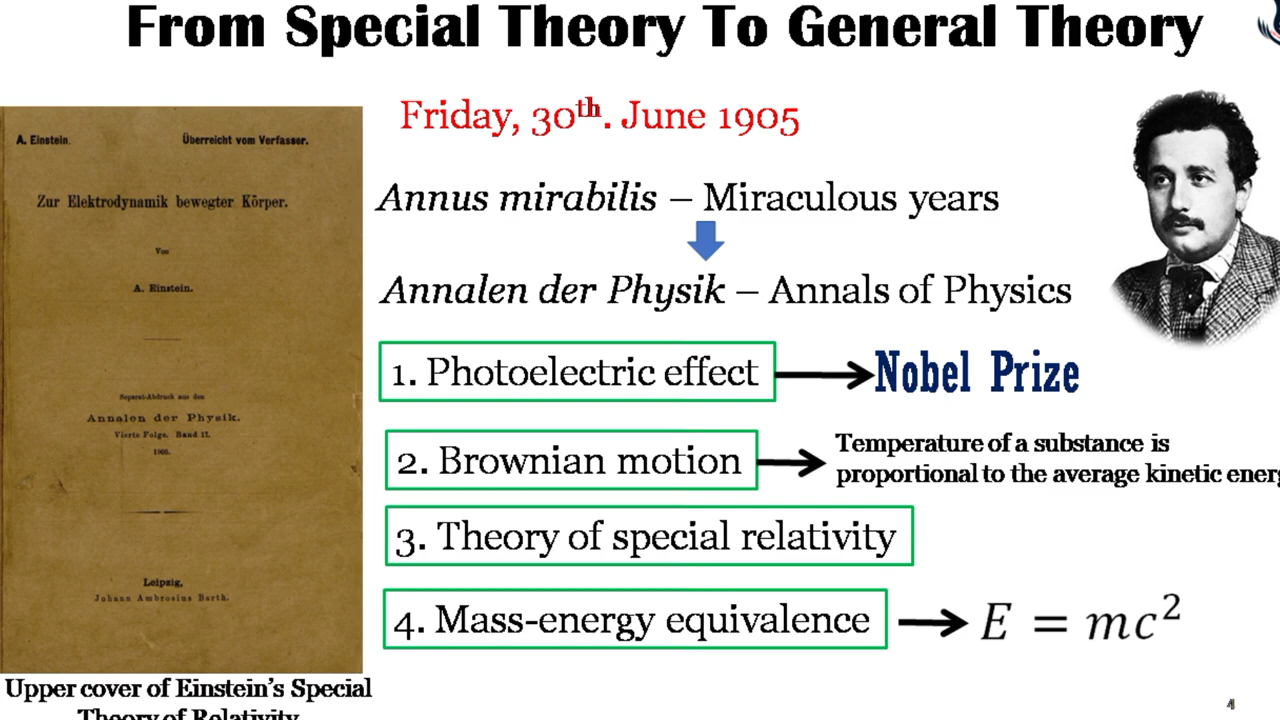 From Special Theory To General Theory
Friday, 30th. June 1905
A. Einstein. Überreicht vom Verfasser.
Zur Elektrodynamik bewegter Körper.
Von
A. Einstein.
Separat-Abdruck aus den
Annalen der Physik.
Vierte Folge. Band 17.
1905.
Leipzig,
Johann Ambrosius Barth.
Upper cover of Einstein's Special
Theory of Relativity
Annus mirabilis – Miraculous years
Annalen der Physik – Annals of Physics
1. Photoelectric effect
Nobel Prize
2. Brownian motion
Temperature of a substance is
proportional to the average kinetic energ
3. Theory of special relativity
4. Mass-energy equivalence
E = mc²
4